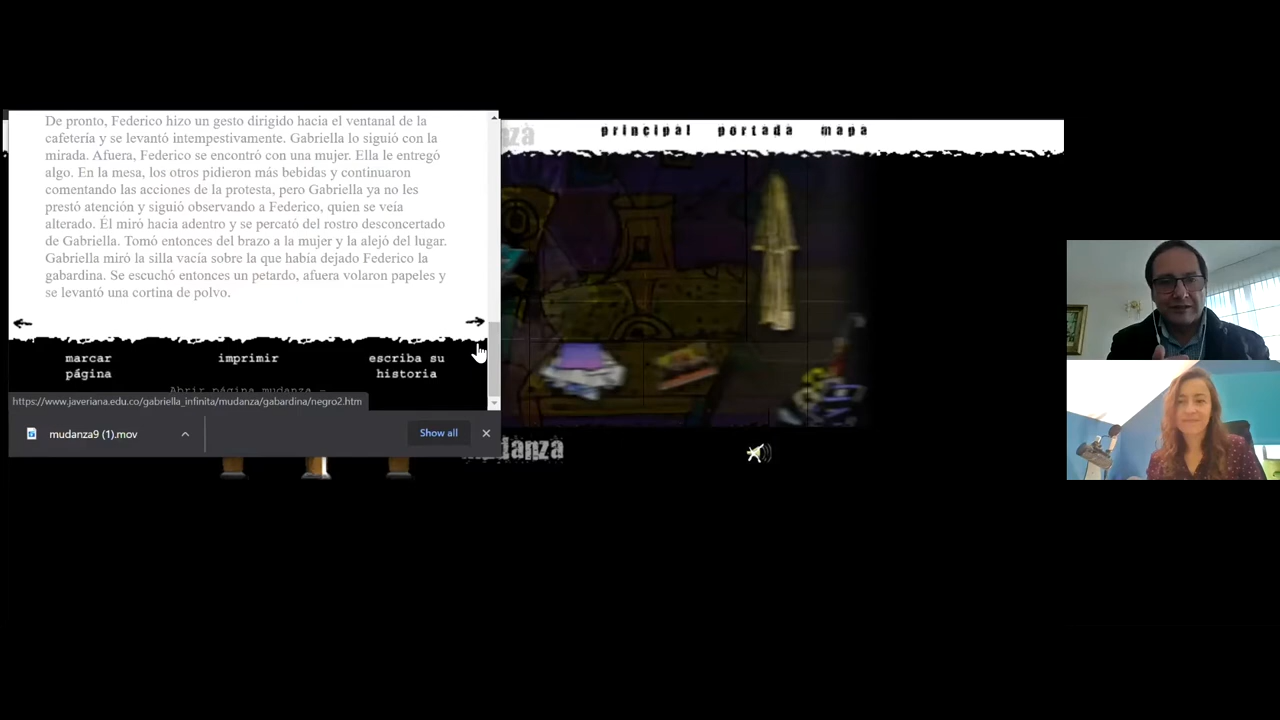 De pronto, Federico hizo un gesto dirigido hacia el ventanal de la
cafetería y se levantó intempestivamente. Gabriella lo siguió con la
mirada. Afuera, Federico se encontró con una mujer. Ella le entregó
algo. En la mesa, los otros pidieron más bebidas y continuaron
comentando las acciones de la protesta, pero Gabriella ya no les
prestó atención y siguió observando a Federico, quien se veía
alterado. Él miró hacia adentro y se percató del rostro desconcertado
de Gabriella. Tomó entonces del brazo a la mujer y la alejó del lugar.
Gabriella miró la silla vacía sobre la que había dejado Federico la
gabardina. Se escuchó entonces un petardo, afuera volaron papeles y
se levantó una cortina de polvo.
marcar página
imprimir
escriba su historia
Abrir página mudanza –
https://www.javeriana.edu.co/gabriella_infinita/mudanza/gabardina/negro2.htm
mudanza9 (1).mov
Show all
nza
principal portada mapa
mudanza